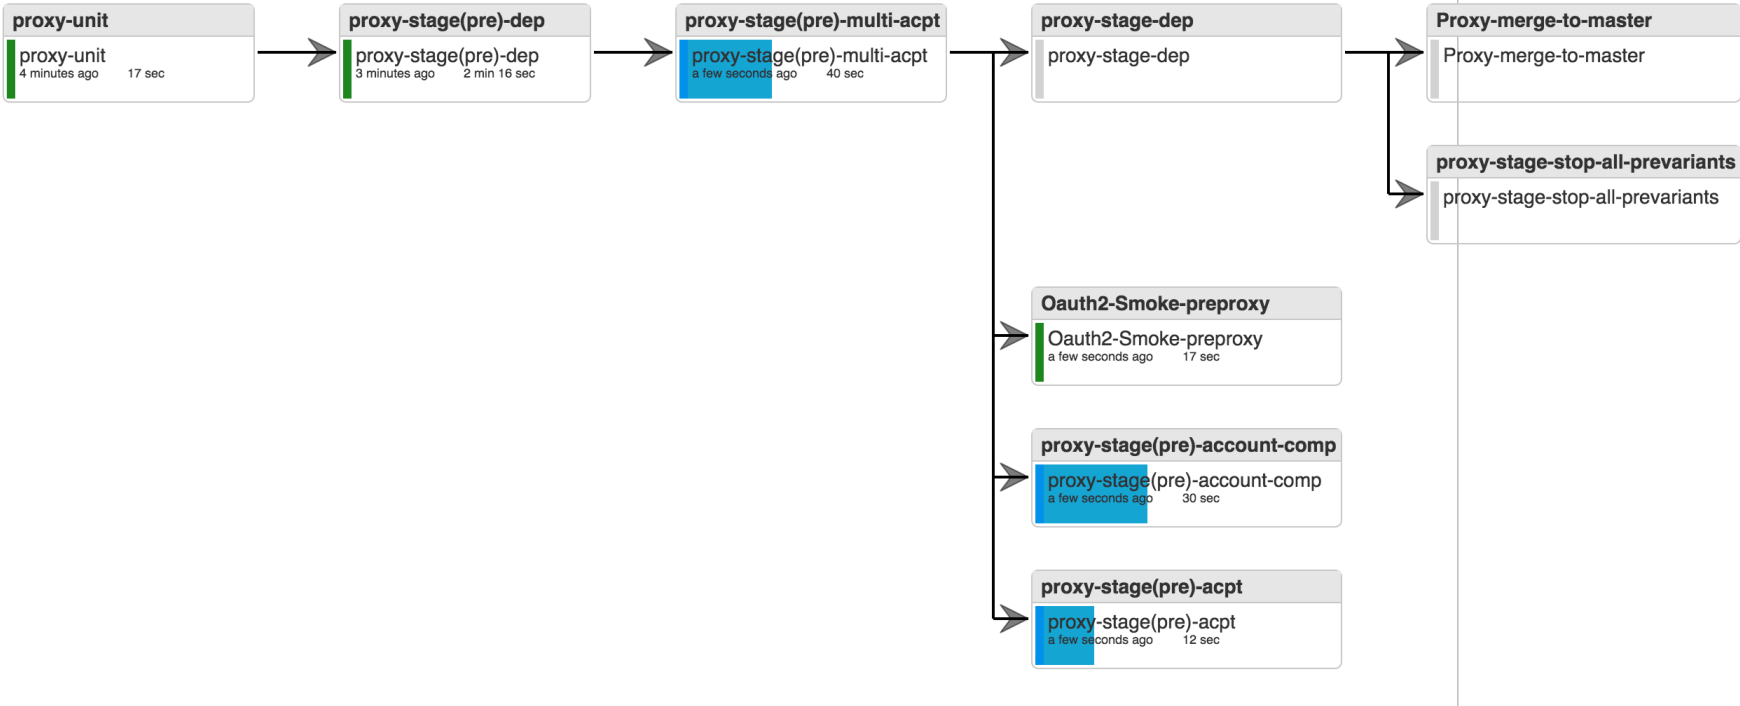 proxy-unit
proxy-unit
4 minutes ago 17 sec
proxy-stage(pre)-dep
proxy-stage(pre)-dep
3 minutes ago 2 min 16 sec
proxy-stage(pre)-multi-acpt
proxy-stage(pre)-multi-acpt
a few seconds ago 40 sec
proxy-stage-dep
proxy-stage-dep
Proxy-merge-to-master
Proxy-merge-to-master
proxy-stage-stop-all-prevariants
proxy-stage-stop-all-prevariants
Oauth2-Smoke-preproxy
Oauth2-Smoke-preproxy
a few seconds ago 17 sec
proxy-stage(pre)-account-comp
proxy-stage(pre)-account-comp
a few seconds ago 30 sec
proxy-stage(pre)-acpt
proxy-stage(pre)-acpt
a few seconds ago 12 sec